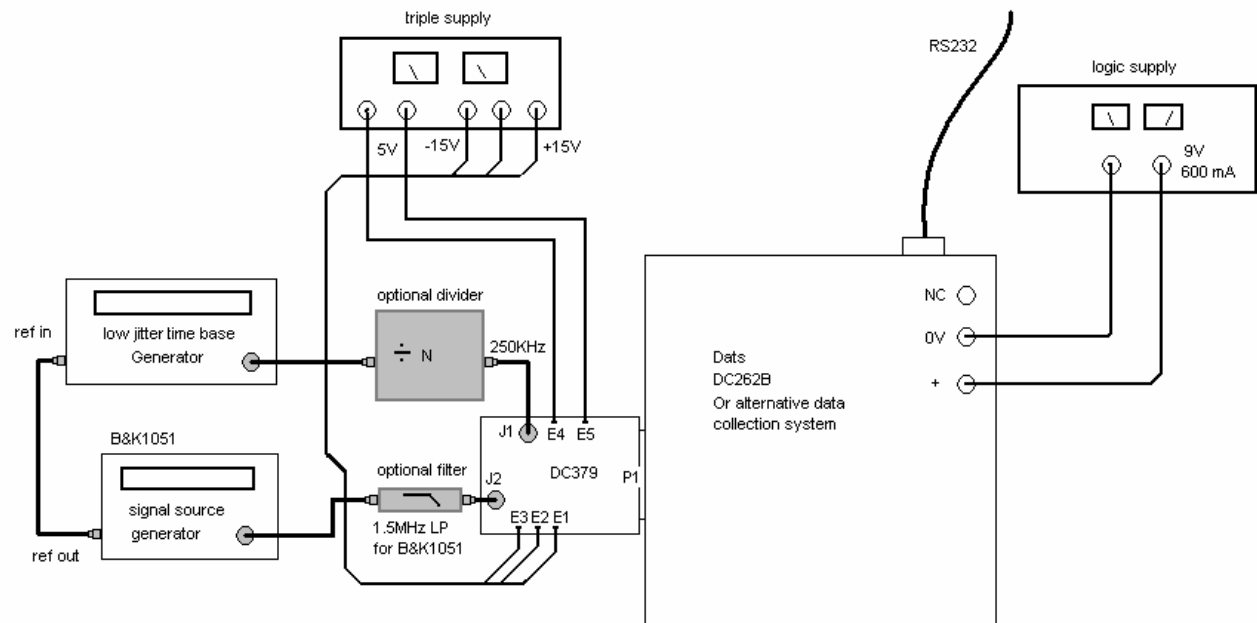 triple supply
5V
-15V
+15V
RS232
logic supply
9V
600 mA
ref in
low jitter time base
Generator
optional divider
÷ N
250KHz
NC
0V
+
Dats
DC262B
Or alternative data
collection system
B&K1051
signal source
generator
ref out
optional filter
1.5MHz LP
for B&K1051
J1
E4
E5
DC379
P1
J2
E3
E2
E1